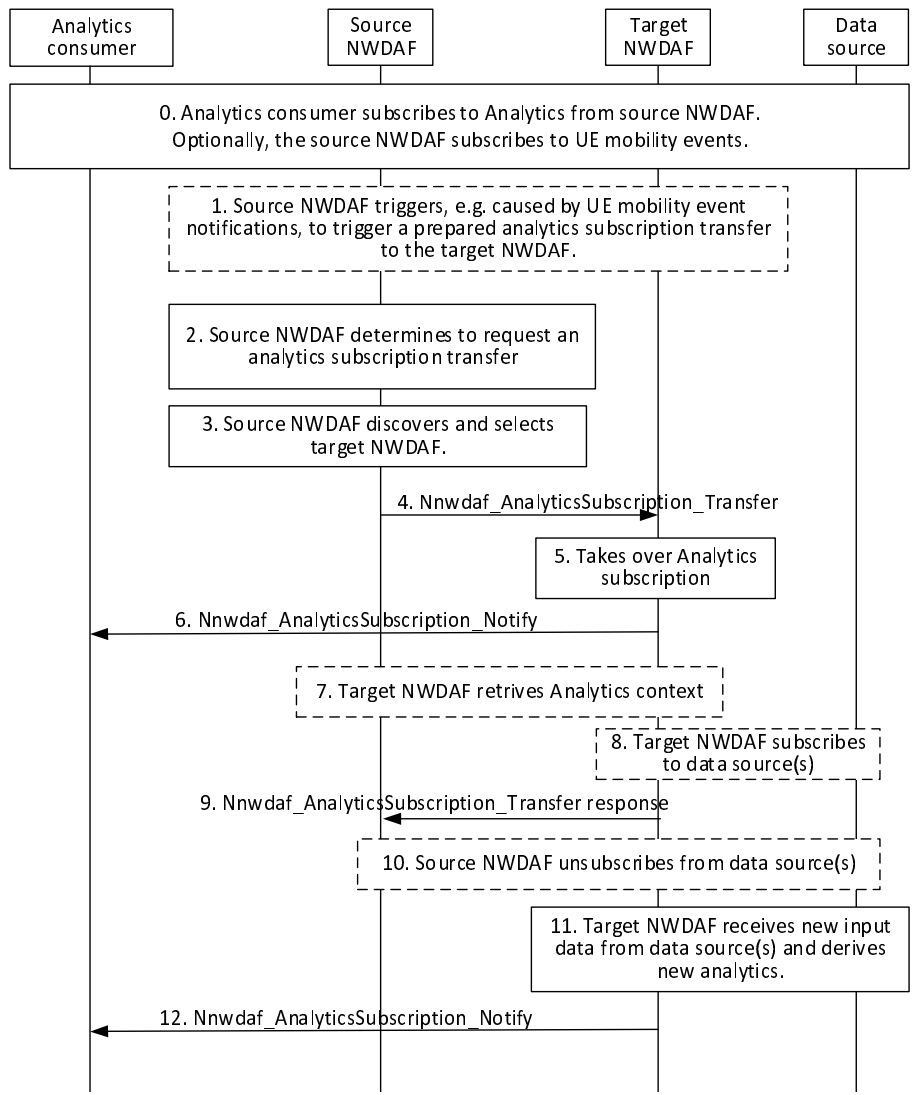 Analytics
consumer
Source
NWDAF
Target
NWDAF
Data
source
0. Analytics consumer subscribes to Analytics from source NWDAF.
Optionally, the source NWDAF subscribes to UE mobility events.
1. Source NWDAF triggers, e.g. caused by UE mobility event
notifications, to trigger a prepared analytics subscription transfer
to the target NWDAF.
2. Source NWDAF determines to request an
analytics subscription transfer
3. Source NWDAF discovers and selects
target NWDAF.
4. Nnwdaf_AnalyticsSubscription_Transfer
5. Takes over Analytics
subscription
6. Nnwdaf_AnalyticsSubscription_Notify
7. Target NWDAF retrives Analytics context
8. Target NWDAF subscribes
to data source(s)
9. Nnwdaf_AnalyticsSubscription_Transfer response
10. Source NWDAF unsubscribes from data source(s)
11. Target NWDAF receives new input
data from data source(s) and derives
new analytics.
12. Nnwdaf_AnalyticsSubscription_Notify